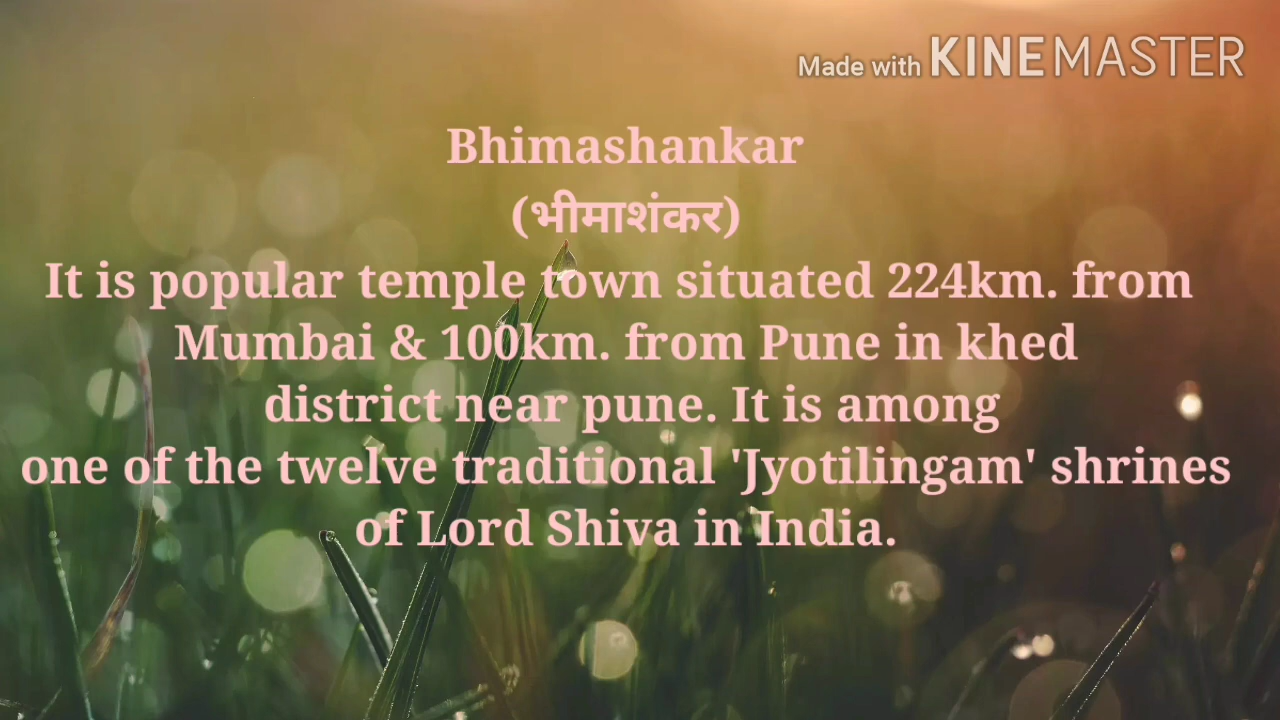 Made with KINEMASTER
Bhimashankar
(भीमाशंकर)
It is popular temple town situated 224km. from
Mumbai & 100km. from Pune in khed
district near pune. It is among
one of the twelve traditional 'Jyotilingam' shrines
of Lord Shiva in India.